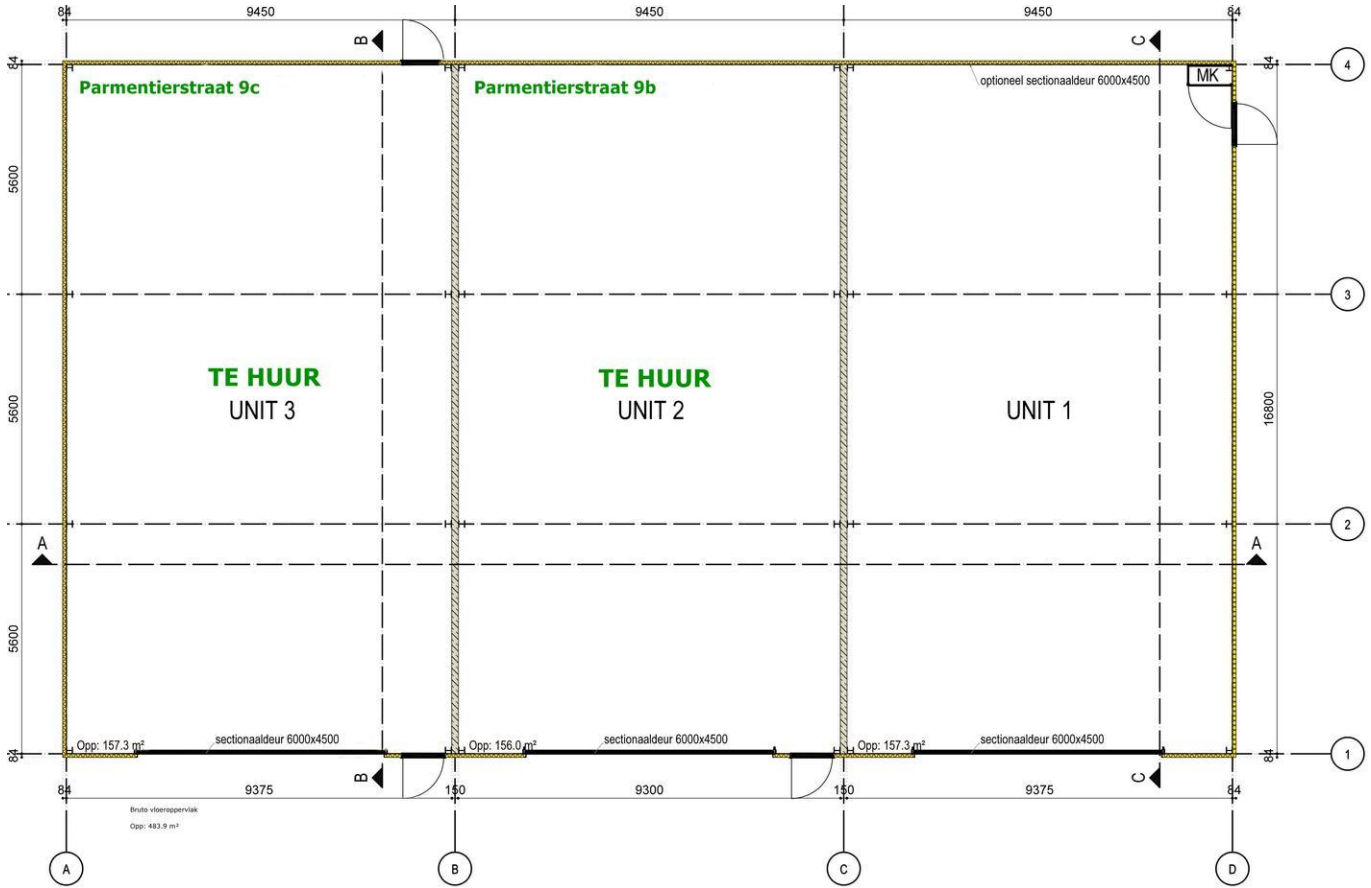 84 9450 9450 9450 84
B C
84 84 4
Parmentierstraat 9c Parmentierstraat 9b optioneel sectionaaldeur 6000x4500 MK
5600
3
TE HUUR TE HUUR
UNIT 3 UNIT 2 UNIT 1
5600 16800
2
A A
5600
Opp: 157.3 m² sectionaaldeur 6000x4500 Opp: 156.0 m² sectionaaldeur 6000x4500 Opp: 157.3 m² sectionaaldeur 6000x4500
84 84 1
B C
84 9375 150 9300 150 9375 84
Bruto vloeroppervlak
Opp: 483.9 m²
A B C D